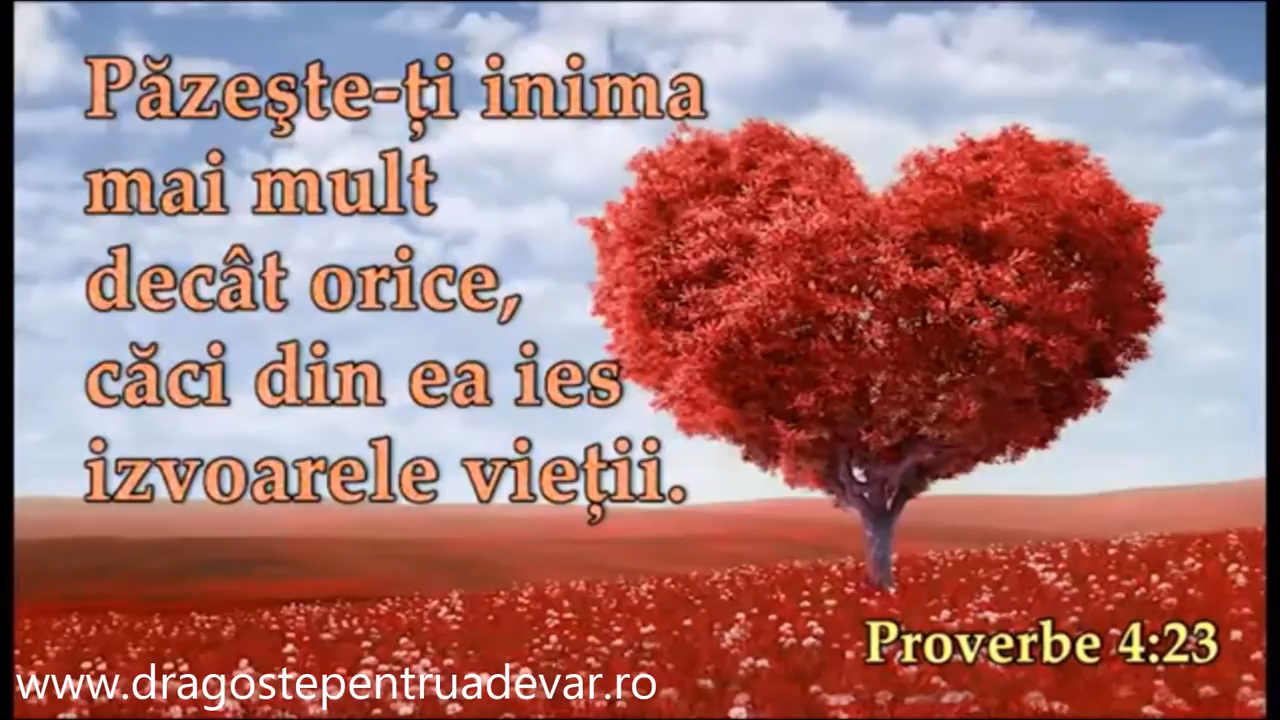 Păzeşte-ți inima
mai mult
decât orice,
căci din ea ies
izvoarele vieții.
Proverbe 4:23
www.dragostepentruadevar.ro